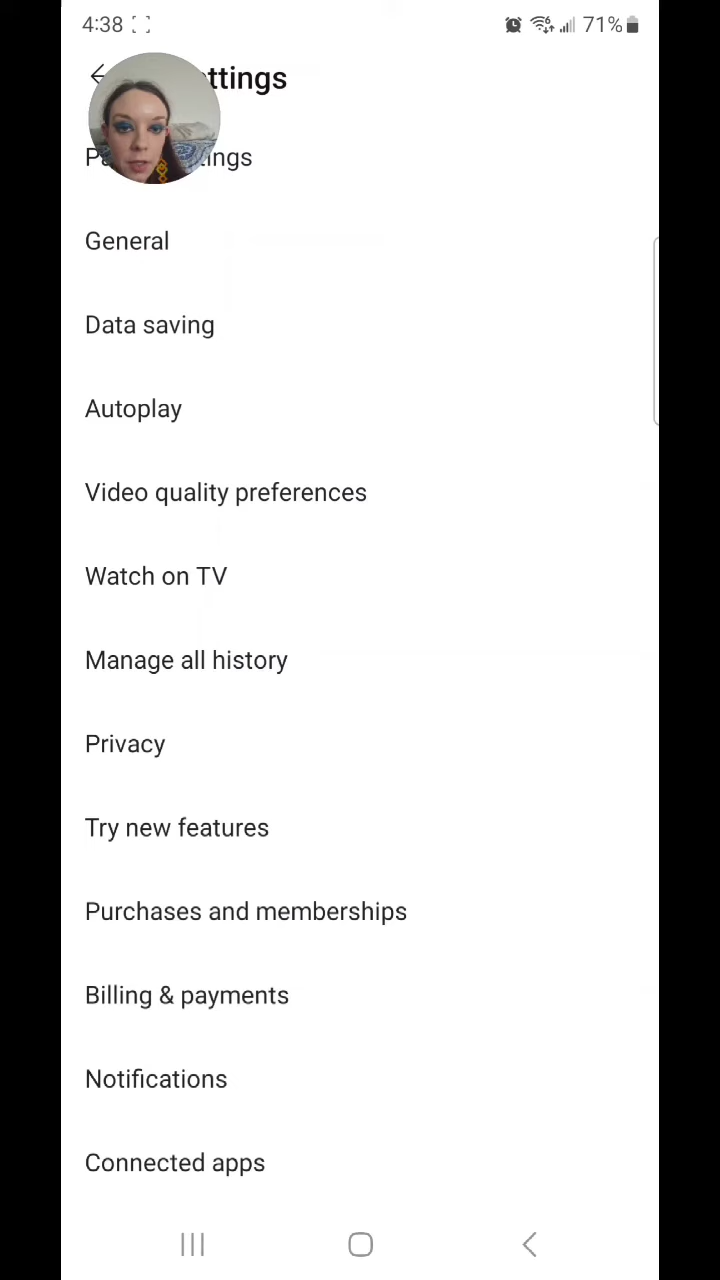 4:38
71%
ttings
P ings
General
Data saving
Autoplay
Video quality preferences
Watch on TV
Manage all history
Privacy
Try new features
Purchases and memberships
Billing & payments
Notifications
Connected apps